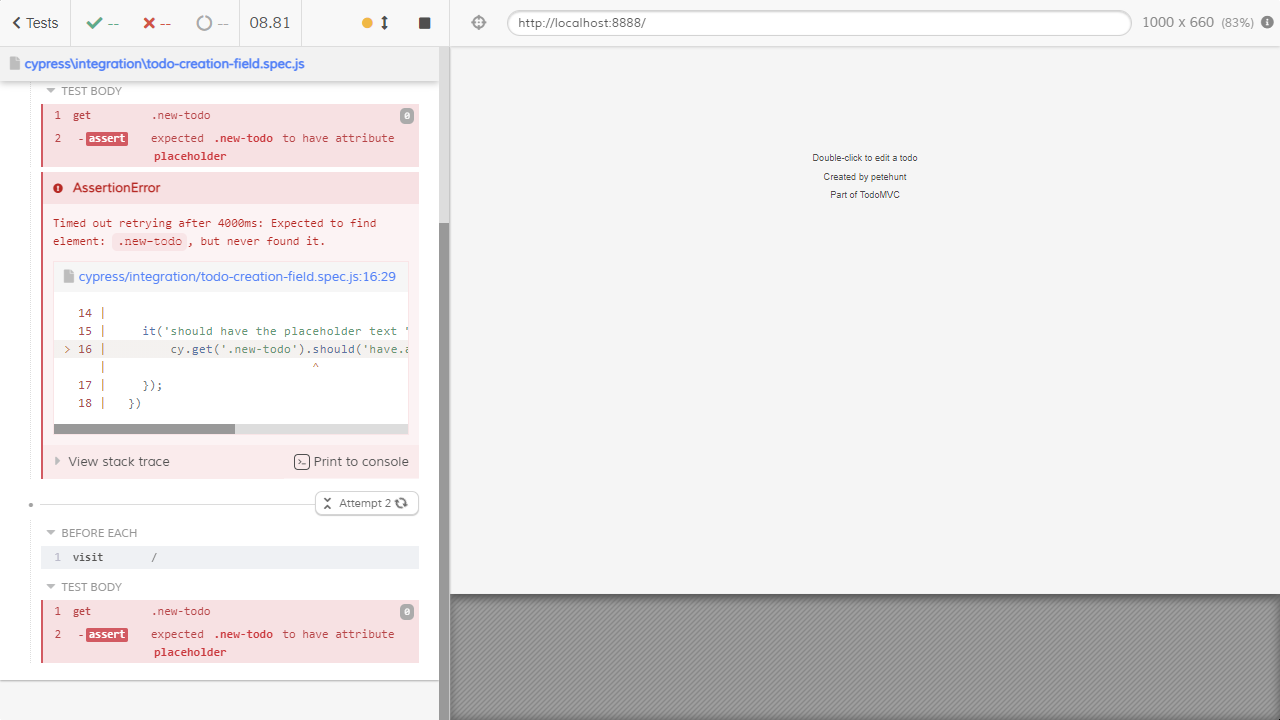 Tests
--
--
--
08.81
http://localhost:8888/
1000 x 660 (83%)
cypress\integration\todo-creation-field.spec.js
TEST BODY
1 get .new-todo 0
2 -assert expected .new-todo to have attribute
placeholder
AssertionError
Timed out retrying after 4000ms: Expected to find
element: .new-todo, but never found it.
cypress/integration/todo-creation-field.spec.js:16:29
14 |
15 | it('should have the placeholder text "
> 16 | cy.get('.new-todo').should('have.a
| ^
17 | });
18 | })
View stack trace
Print to console
Attempt 2
BEFORE EACH
1 visit /
TEST BODY
1 get .new-todo 0
2 -assert expected .new-todo to have attribute
placeholder
Double-click to edit a todo
Created by petehunt
Part of TodoMVC